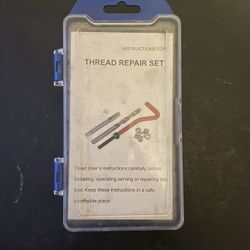 INSTRUCTIONS FOR
THREAD REPAIR SET
Read User's instructions carefully before
installing, operating, serving or repairing this
tool. Keep these instructions in a safe
accessible place.